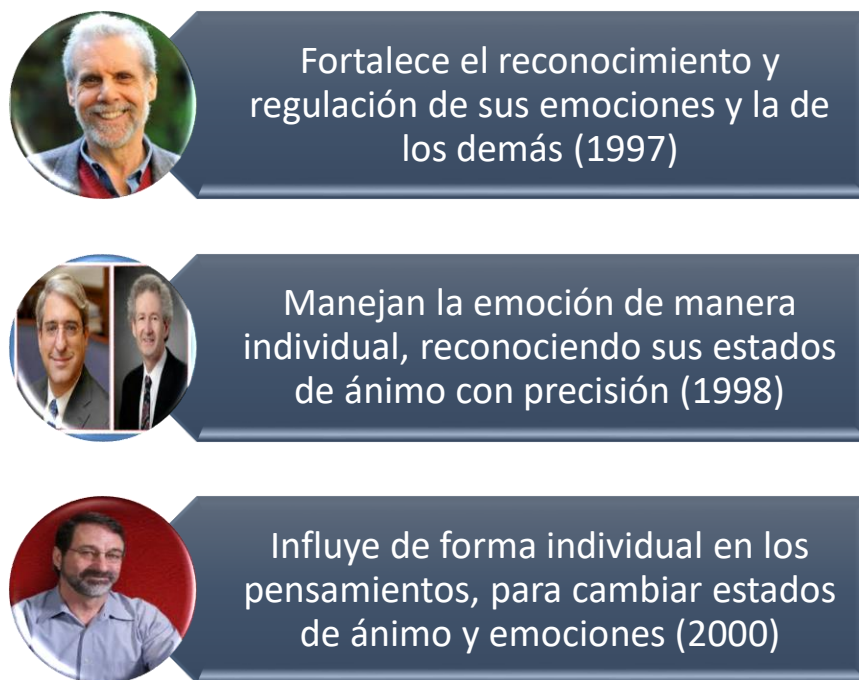 Fortalece el reconocimiento y
regulación de sus emociones y la de
los demás (1997)
Manejan la emoción de manera
individual, reconociendo sus estados
de ánimo con precisión (1998)
Influye de forma individual en los
pensamientos, para cambiar estados
de ánimo y emociones (2000)